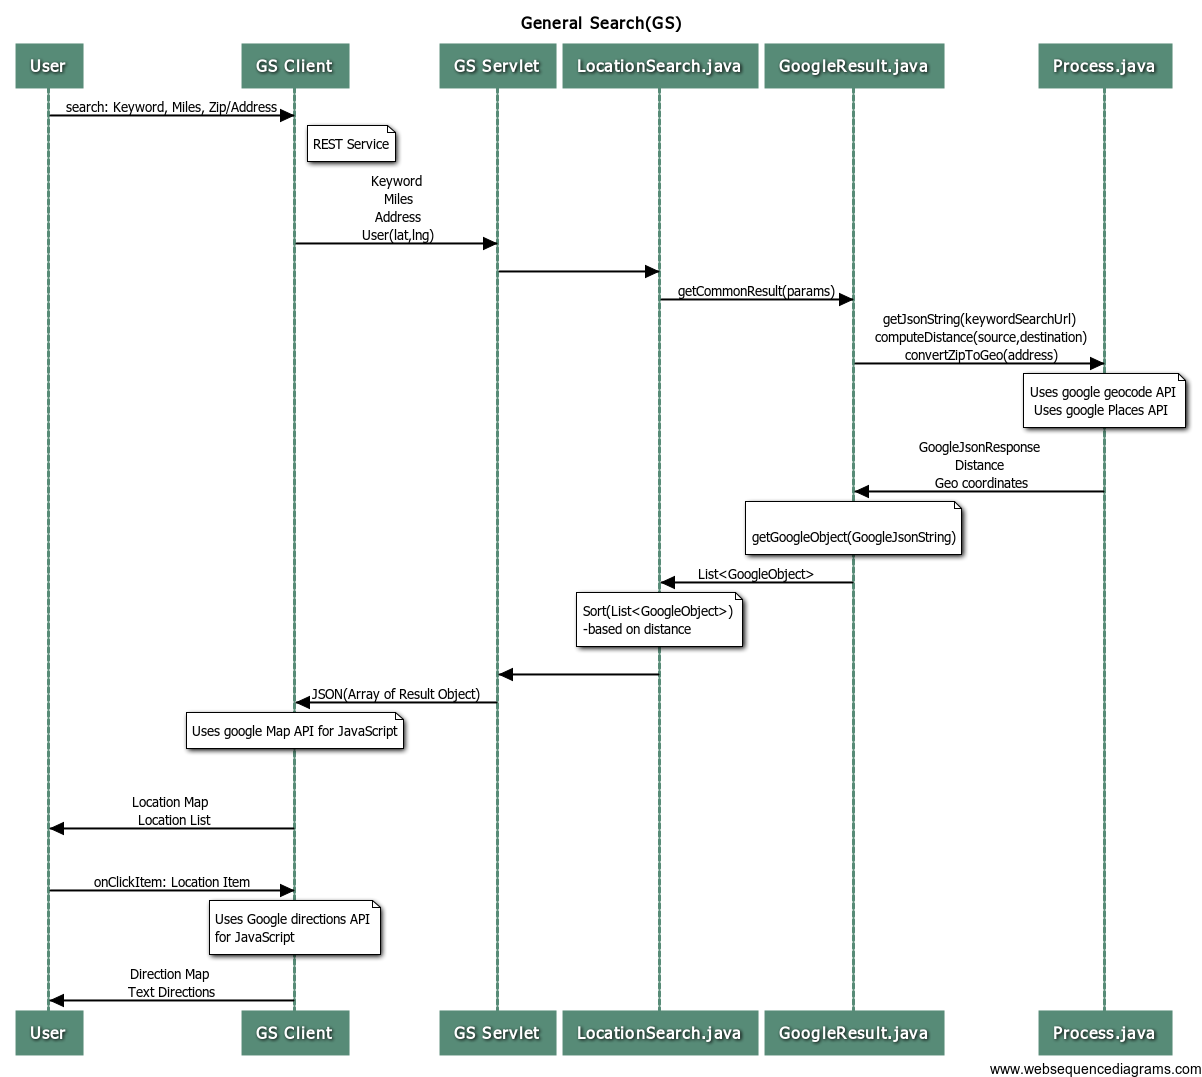 General Search(GS)
User
GS Client
GS Servlet
LocationSearch.java
GoogleResult.java
Process.java
search: Keyword, Miles, Zip/Address
REST Service
Keyword
Miles
Address
User(lat,lng)
getCommonResult(params)
getJsonString(keywordSearchUrl)
computeDistance(source,destination)
convertZipToGeo(address)
Uses google geocode API
Uses google Places API
GoogleJsonResponse
Distance
Geo coordinates
getGoogleObject(GoogleJsonString)
List<GoogleObject>
Sort(List<GoogleObject>)
-based on distance
JSON(Array of Result Object)
Uses google Map API for JavaScript
Location Map
Location List
onClickItem: Location Item
Uses Google directions API
for JavaScript
Direction Map
Text Directions
User
GS Client
GS Servlet
LocationSearch.java
GoogleResult.java
Process.java
www.websequencediagrams.com